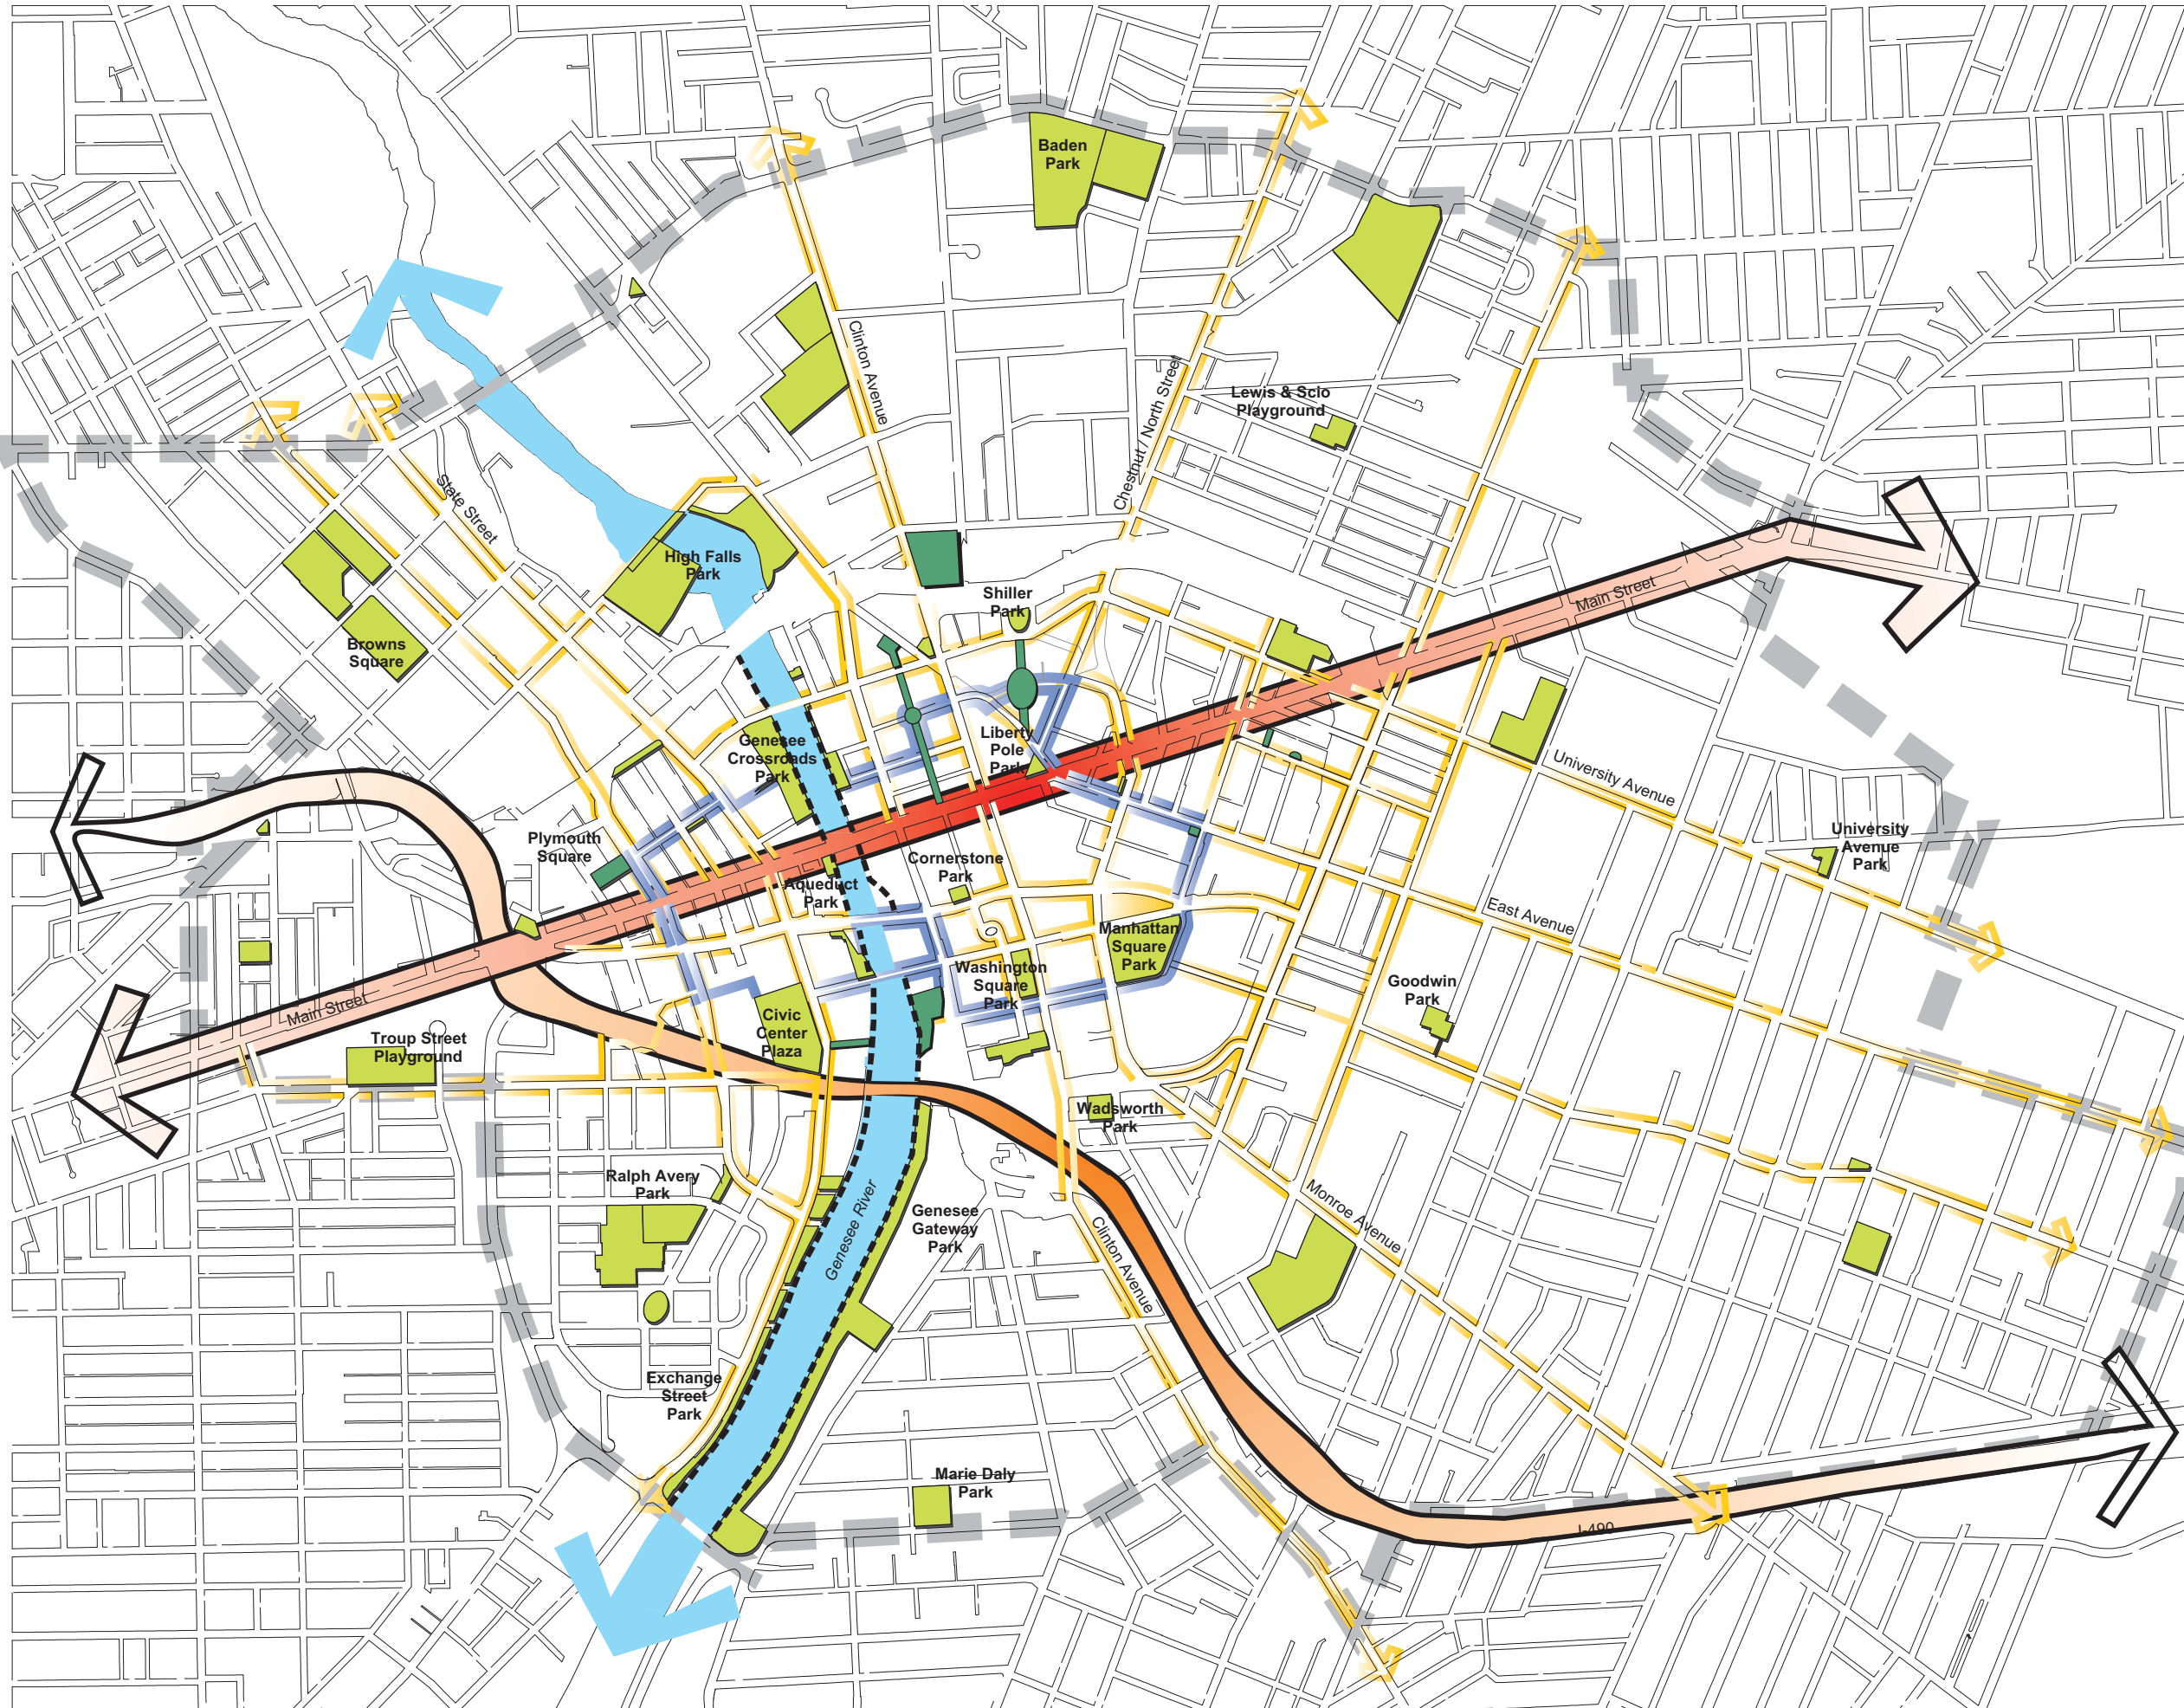 Baden
Park
Clinton Avenue
Chestnut / North Street
Lewis & Scio
Playground
State Street
High Falls
Park
Shiller
Park
Main Street
Browns
Square
Genesee
Crossroads
Park
Liberty
Pole
Park
University Avenue
Plymouth
Square
University
Avenue
Park
Cornerstone
Park
Aqueduct
Park
East Avenue
Manhattan
Square
Park
Washington
Square
Park
Goodwin
Park
Main Street
Civic
Center
Plaza
Troup Street
Playground
Wadsworth
Park
Ralph Avery
Park
Genesee River
Genesee
Gateway
Park
Monroe Avenue
Clinton Avenue
Exchange
Street
Park
Marie Daly
Park
I-490